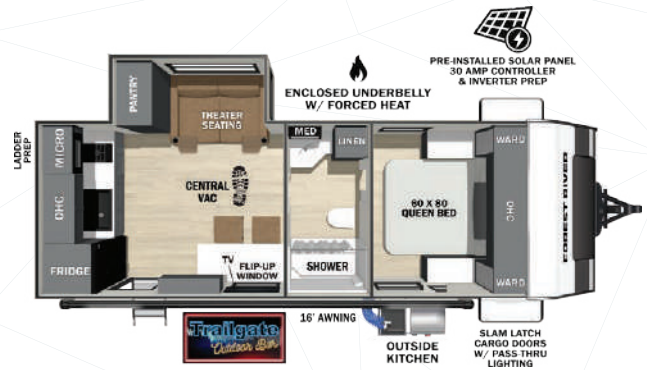 PRE-INSTALLED SOLAR PANEL
30 AMP CONTROLLER
& INVERTER PREP
ENCLOSED UNDERBELLY
W/ FORCED HEAT
LADDER
PREP
PANTRY
THEATER
SEATING
MICRO
OHC
FRIDGE
CENTRAL
VAC
MED
LINEN
WARD
60 X 80
QUEEN BED
OHC
WARD
FOREST RIVER
TV
FLIP-UP
WINDOW
SHOWER
16' AWNING
Trailgate
Outdoor Bar
OUTSIDE
KITCHEN
SLAM LATCH
CARGO DOORS
W/ PASS-THRU
LIGHTING